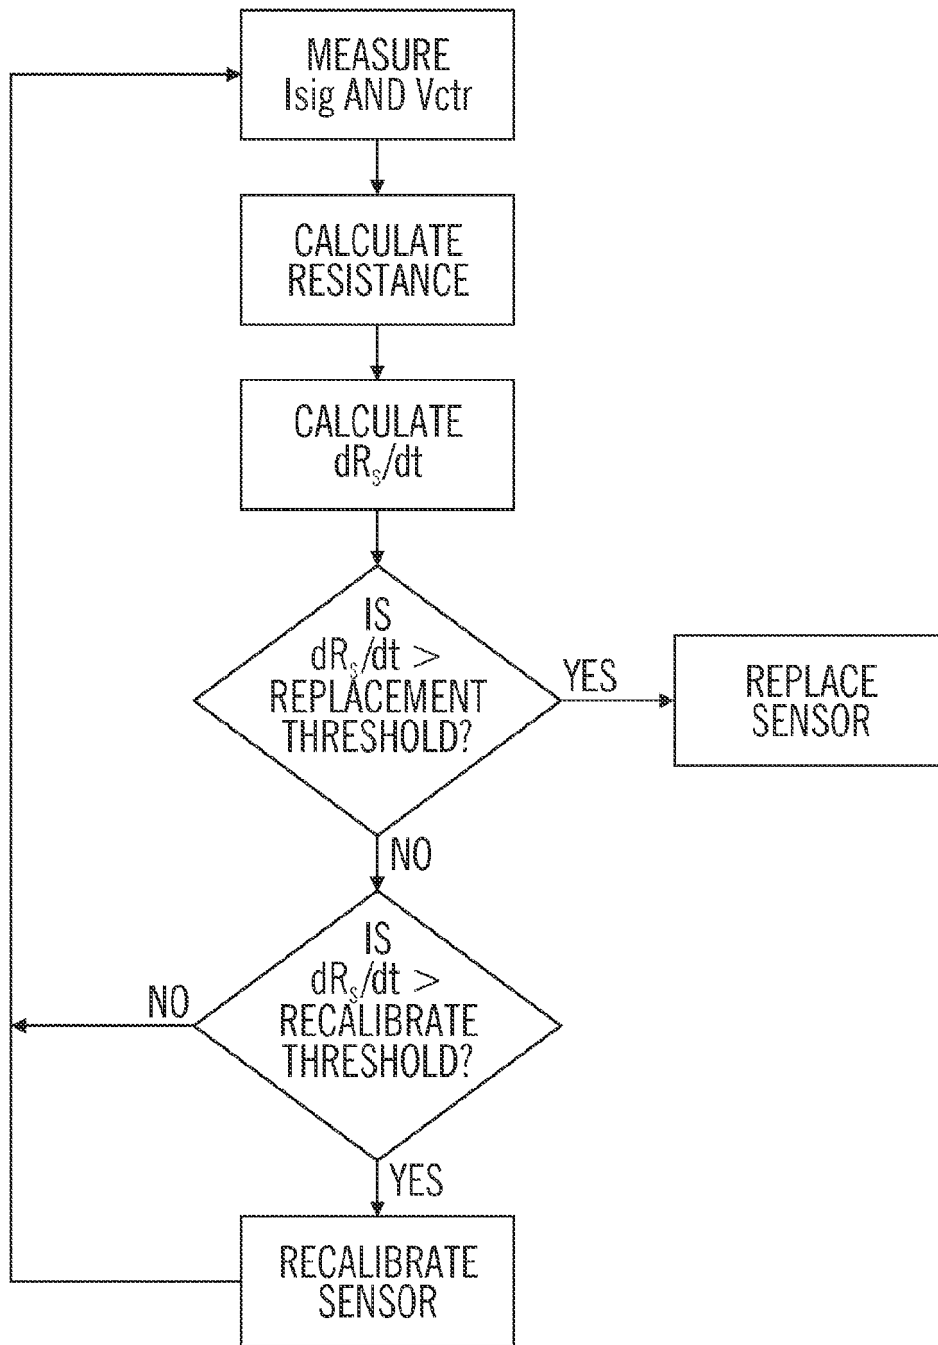 MEASURE
Isig AND Vctr
CALCULATE
RESISTANCE
CALCULATE
dRₛ/dt
IS
dRₛ/dt >
REPLACEMENT
THRESHOLD?
YES
REPLACE
SENSOR
NO
IS
dRₛ/dt >
RECALIBRATE
THRESHOLD?
NO
YES
RECALIBRATE
SENSOR